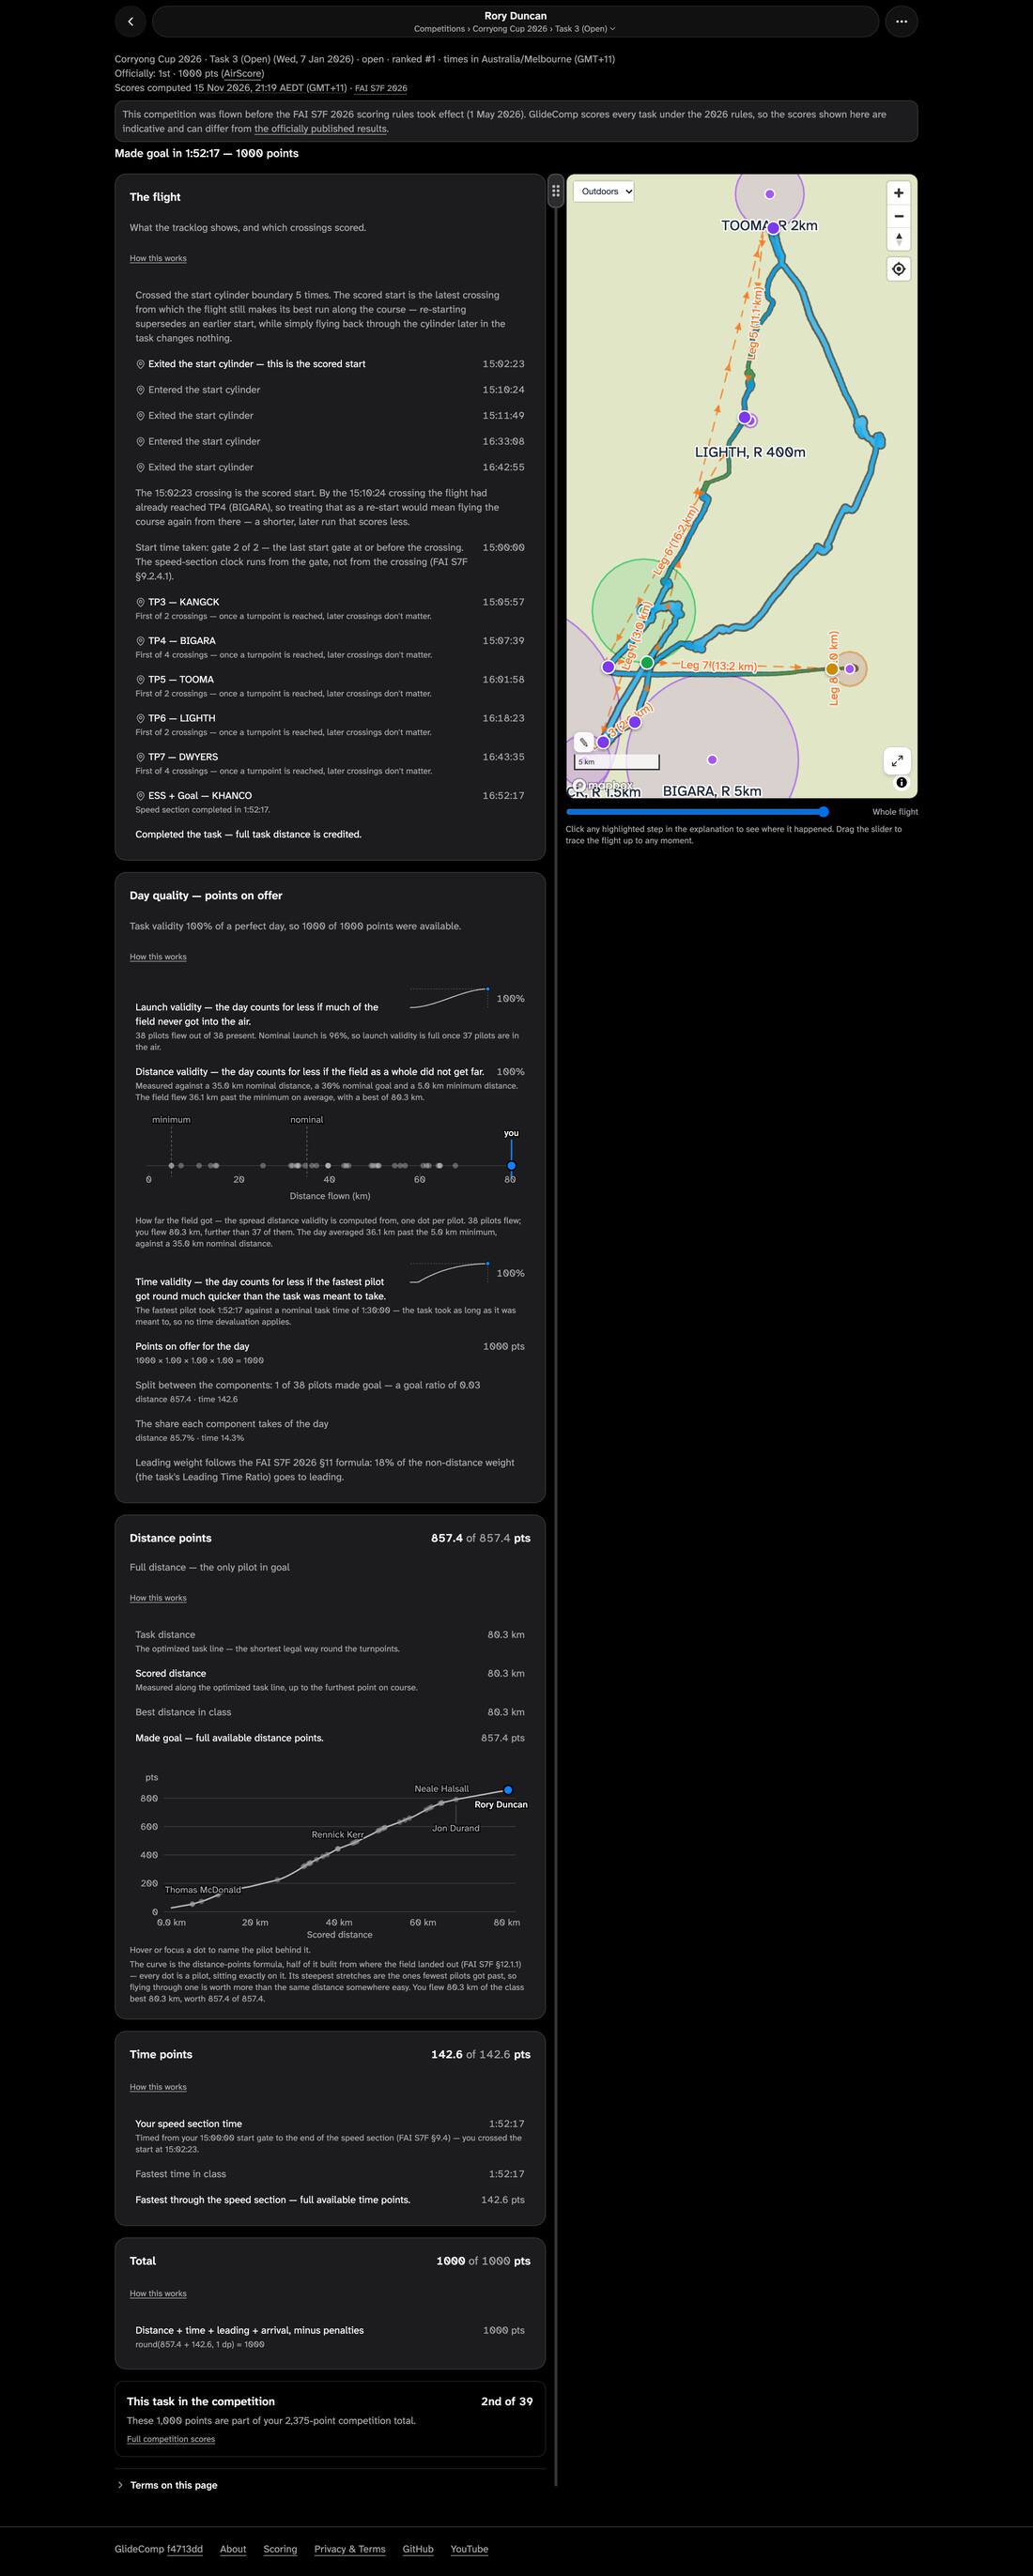 Rory Duncan
Competitions › Corryong Cup 2026 › Task 3 (Open)
Corryong Cup 2026 · Task 3 (Open) (Wed, 7 Jan 2026) · open · ranked #1 · times in Australia/Melbourne (GMT+11)
Officially: 1st · 1000 pts (AirScore)
Scores computed 15 Nov 2026, 21:19 AEDT (GMT+11) · FAI S7F 2026
This competition was flown before the FAI S7F 2026 scoring rules took effect (1 May 2026). GlideComp scores every task under the 2026 rules, so the scores shown here are
indicative and can differ from the officially published results.
Made goal in 1:52:17 — 1000 points
The flight
What the tracklog shows, and which crossings scored.
How this works
Crossed the start cylinder boundary 5 times. The scored start is the latest crossing
from which the flight still makes its best run along the course — re-starting
supersedes an earlier start, while simply flying back through the cylinder later in the
task changes nothing.
Exited the start cylinder — this is the scored start 15:02:23
Entered the start cylinder 15:10:24
Exited the start cylinder 15:11:49
Entered the start cylinder 16:33:08
Exited the start cylinder 16:42:55
The 15:02:23 crossing is the scored start. By the 15:10:24 crossing the flight had
already reached TP4 (BIGARA), so treating that as a re-start would mean flying the
course again from there — a shorter, later run that scores less.
Start time taken: gate 2 of 2 — the last start gate at or before the crossing. 15:00:00
The speed-section clock runs from the gate, not from the crossing (FAI S7F
§9.2.4.1).
TP3 — KANGCK 15:05:57
First of 2 crossings — once a turnpoint is reached, later crossings don't matter.
TP4 — BIGARA 15:07:39
First of 4 crossings — once a turnpoint is reached, later crossings don't matter.
TP5 — TOOMA 16:01:58
First of 2 crossings — once a turnpoint is reached, later crossings don't matter.
TP6 — LIGHTH 16:18:23
First of 2 crossings — once a turnpoint is reached, later crossings don't matter.
TP7 — DWYERS 16:43:35
First of 4 crossings — once a turnpoint is reached, later crossings don't matter.
ESS + Goal — KHANCO 16:52:17
Speed section completed in 1:52:17.
Completed the task — full task distance is credited.
Outdoors
TOOMA, R 2km
Leg 5 (11.1 km)
LIGHTH, R 400m
Leg 6 (16.2 km)
(3.0 km)
Leg 7 (13.2 km)
Leg 8
0 km)
5 km
mapbox
CK, R 1.5km
BIGARA, R 5km
Whole flight
Click any highlighted step in the explanation to see where it happened. Drag the slider to
trace the flight up to any moment.
Day quality — points on offer
Task validity 100% of a perfect day, so 1000 of 1000 points were available.
How this works
Launch validity — the day counts for less if much of the
field never got into the air.
100%
38 pilots flew out of 38 present. Nominal launch is 96%, so launch validity is full once 37 pilots are in
the air.
Distance validity — the day counts for less if the field as a whole did not get far. 100%
Measured against a 35.0 km nominal distance, a 30% nominal goal and a 5.0 km minimum distance.
The field flew 36.1 km past the minimum on average, with a best of 80.3 km.
minimum nominal
you
0 20 40 60 80
Distance flown (km)
How far the field got — the spread distance validity is computed from, one dot per pilot. 38 pilots flew;
you flew 80.3 km, further than 37 of them. The day averaged 36.1 km past the 5.0 km minimum,
against a 35.0 km nominal distance.
Time validity — the day counts for less if the fastest pilot
got round much quicker than the task was meant to take.
100%
The fastest pilot took 1:52:17 against a nominal task time of 1:30:00 — the task took as long as it was
meant to, so no time devaluation applies.
Points on offer for the day 1000 pts
1000 × 1.00 × 1.00 × 1.00 = 1000
Split between the components: 1 of 38 pilots made goal — a goal ratio of 0.03
distance 857.4 · time 142.6
The share each component takes of the day
distance 85.7% · time 14.3%
Leading weight follows the FAI S7F 2026 §11 formula: 18% of the non-distance weight
(the task's Leading Time Ratio) goes to leading.
Distance points 857.4 of 857.4 pts
Full distance — the only pilot in goal
How this works
Task distance 80.3 km
The optimized task line — the shortest legal way round the turnpoints.
Scored distance 80.3 km
Measured along the optimized task line, up to the furthest point on course.
Best distance in class 80.3 km
Made goal — full available distance points. 857.4 pts
pts
800
600
400
200
0
Neale Halsall
Rory Duncan
Jon Durand
Rennick Kerr
Thomas McDonald
0.0 km 20 km 40 km 60 km 80 km
Scored distance
Hover or focus a dot to name the pilot behind it.
The curve is the distance-points formula, half of it built from where the field landed out (FAI S7F §12.1.1)
— every dot is a pilot, sitting exactly on it. Its steepest stretches are the ones fewest pilots got past, so
flying through one is worth more than the same distance somewhere easy. You flew 80.3 km of the class
best 80.3 km, worth 857.4 of 857.4.
Time points 142.6 of 142.6 pts
How this works
Your speed section time 1:52:17
Timed from your 15:00:00 start gate to the end of the speed section (FAI S7F §9.4) — you crossed the
start at 15:02:23.
Fastest time in class 1:52:17
Fastest through the speed section — full available time points. 142.6 pts
Total 1000 of 1000 pts
How this works
Distance + time + leading + arrival, minus penalties 1000 pts
round(857.4 + 142.6, 1 dp) = 1000
This task in the competition 2nd of 39
These 1,000 points are part of your 2,375-point competition total.
Full competition scores
Terms on this page
GlideComp f4713dd About Scoring Privacy & Terms GitHub YouTube